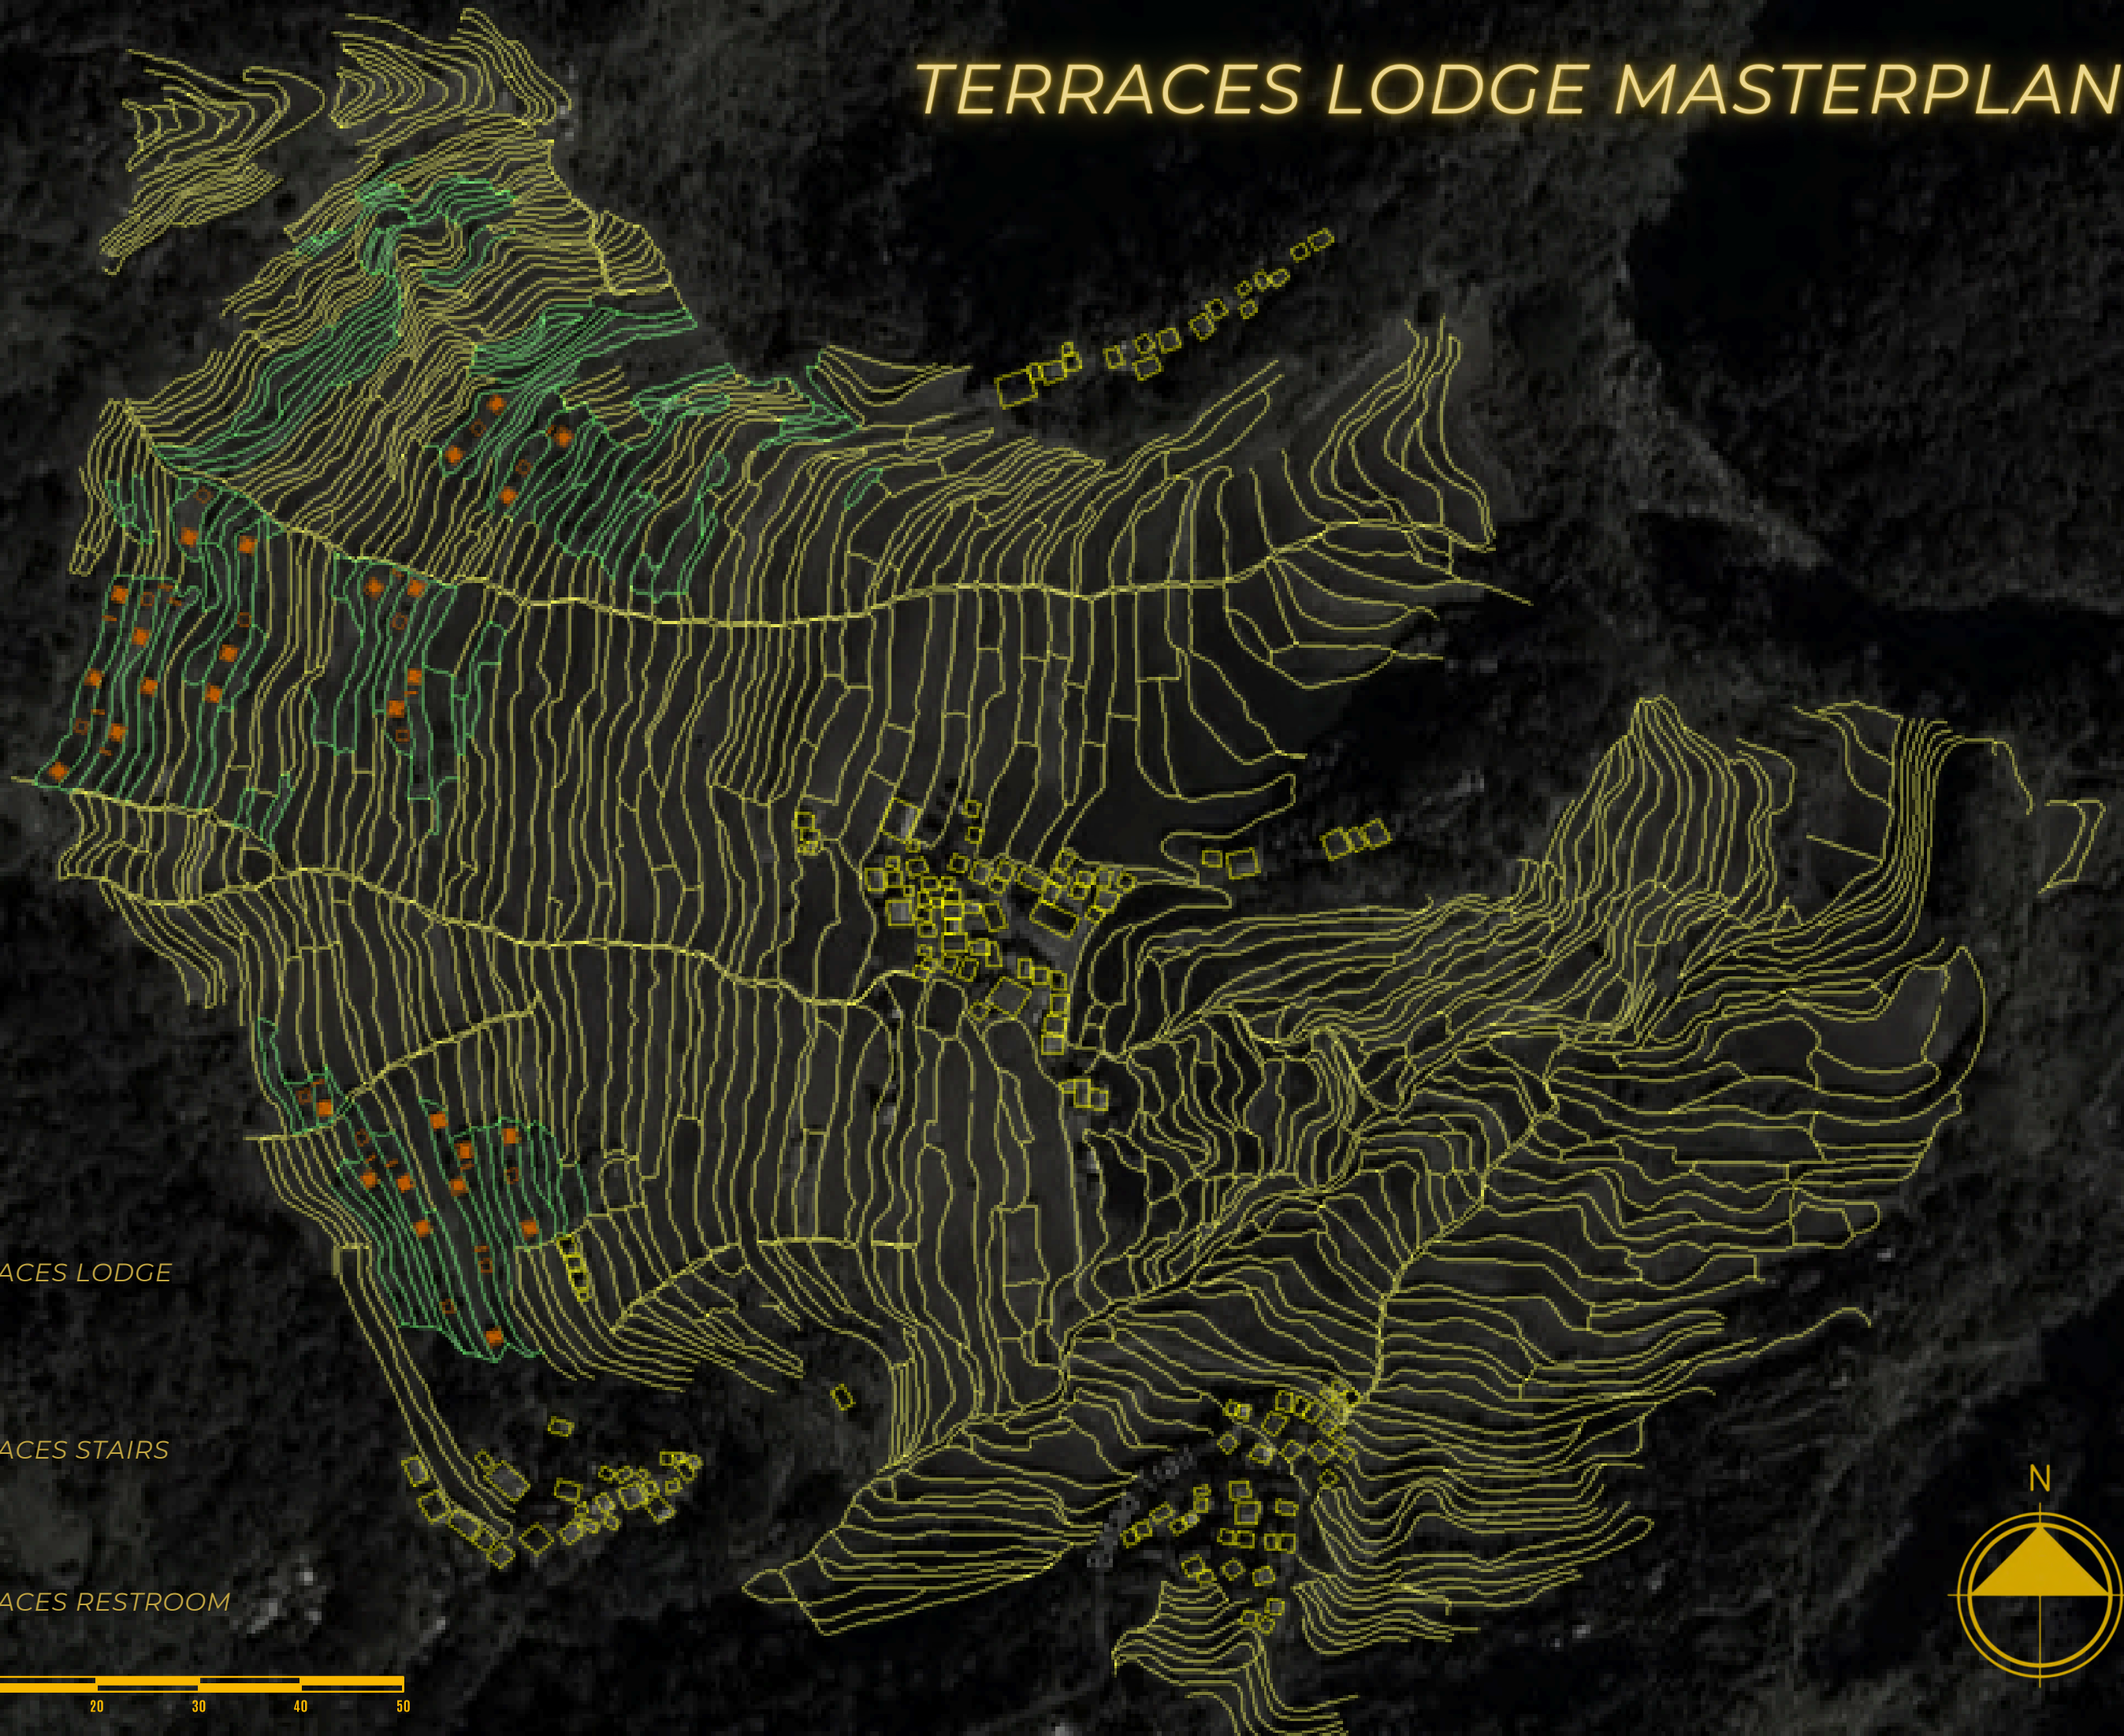 TERRACES LODGE MASTERPLAN
ACES LODGE
ACES STAIRS
ACES RESTROOM
N
20 30 40 50